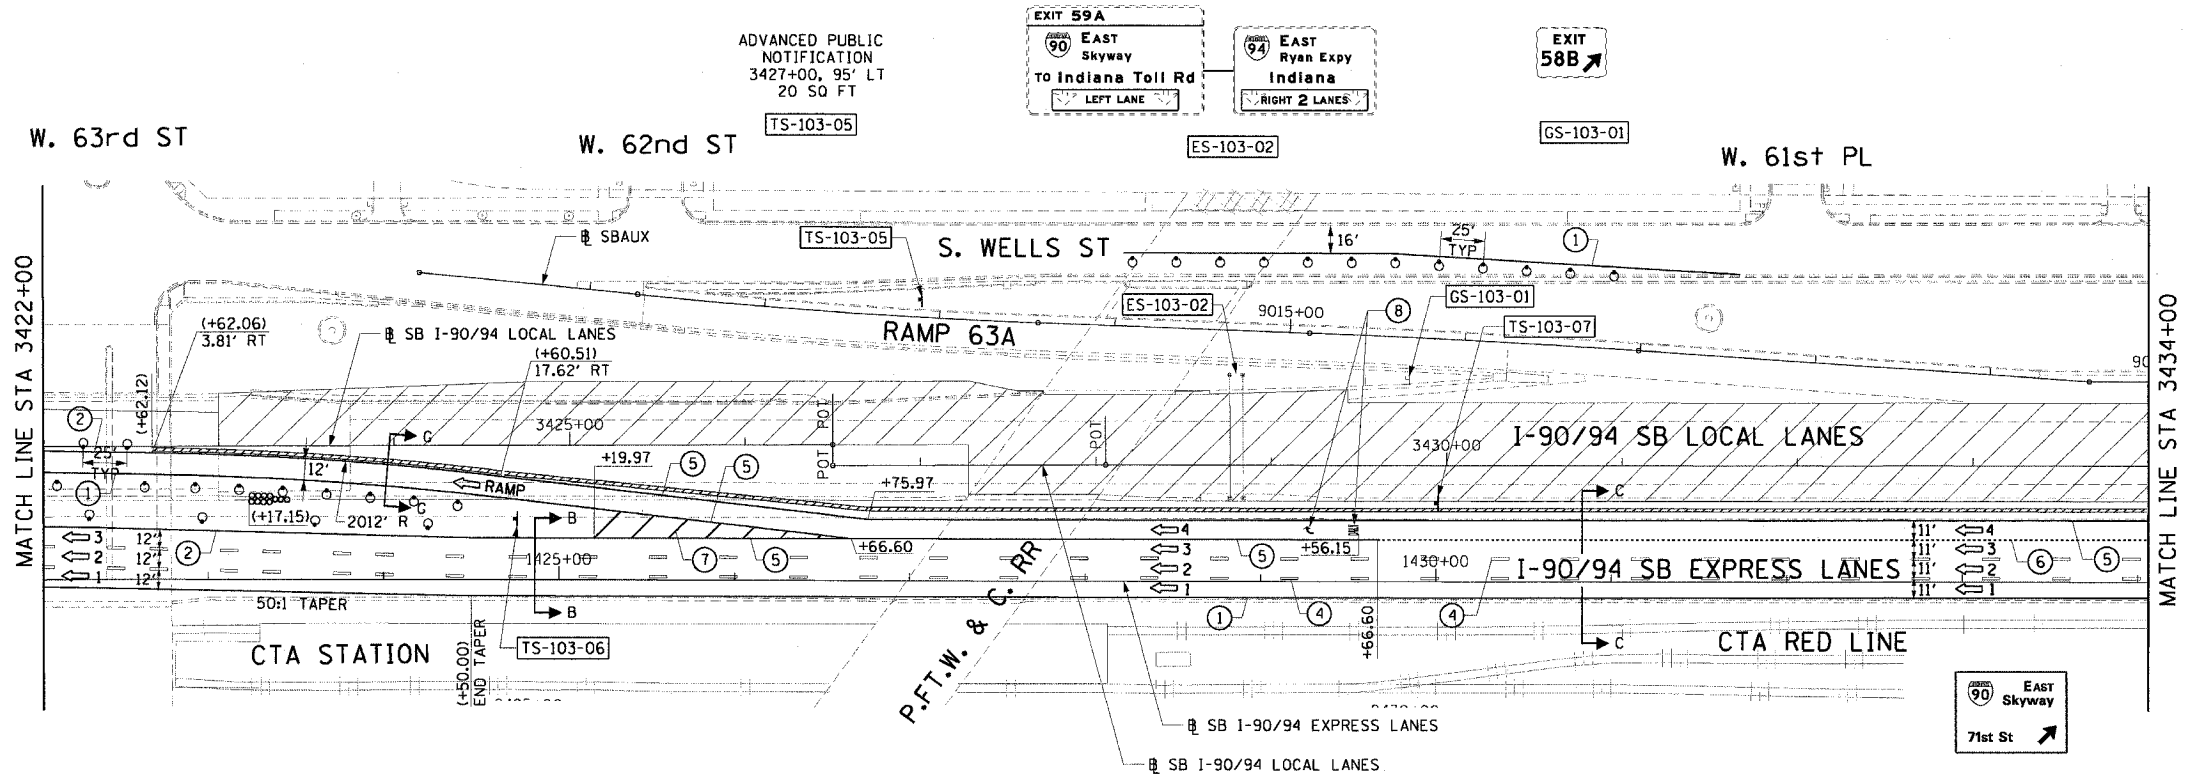 ADVANCED PUBLIC
NOTIFICATION
3427+00, 95' LT
20 SQ FT
TS-103-05
EXIT 59A
90 EAST
Skyway
TO Indiana Toll Rd
LEFT LANE
94 EAST
Ryan Expy
Indiana
RIGHT 2 LANES
ES-103-02
EXIT
58B
GS-103-01
W. 63rd ST
W. 62nd ST
W. 61st PL
MATCH LINE STA 3422+00
MATCH LINE STA 3434+00
SBAUX
TS-103-05
S. WELLS ST
16'
25'
TYP
1
ES-103-02
GS-103-01
8
9015+00
TS-103-07
RAMP 63A
90
(+62.06)
3.81' RT
SB I-90/94 LOCAL LANES
(+60.51)
17.62' RT
(+62.12)
2
25'
TYP
1
12'
G
G
3425+00
POT
POT
POT
3430+00
I-90/94 SB LOCAL LANES
+19.97
5
5
+75.97
RAMP
(+17.15)
2012' R
B
B
C
C
3
2
1
12'
12'
12'
2
1425+00
7
5
+66.60
4
3
2
1
5
+56.15
1430+00
I-90/94 SB EXPRESS LANES
11'
11'
11'
11'
4
3
2
1
6
5
50:1 TAPER
1
4
4
+66.60
CTA STATION
(+50.00)
END TAPER
TS-103-06
P.FT.W. & C. RR
CTA RED LINE
SB I-90/94 EXPRESS LANES
SB I-90/94 LOCAL LANES
90 EAST
Skyway
71st St